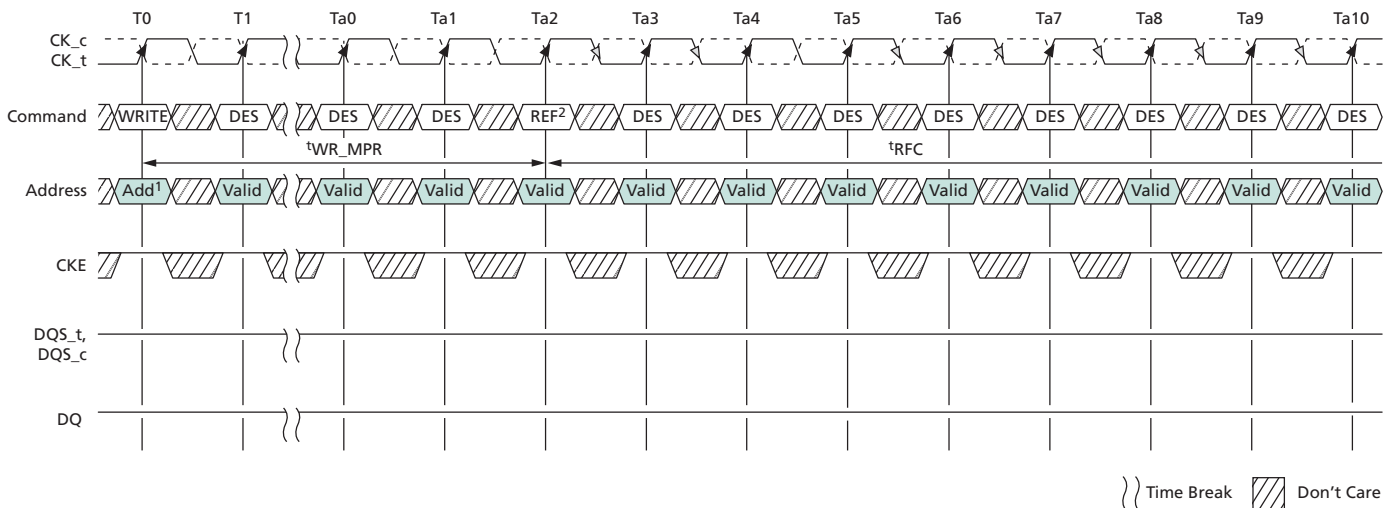 T0 T1 Ta0 Ta1 Ta2 Ta3 Ta4 Ta5 Ta6 Ta7 Ta8 Ta9 Ta10
CK_c
CK_t
Command WRITE DES DES DES REF² DES DES DES DES DES DES DES DES
tWR_MPR tRFC
Address Add¹ Valid Valid Valid Valid Valid Valid Valid Valid Valid Valid Valid Valid
CKE
DQS_t,
DQS_c
DQ
Time Break Don't Care